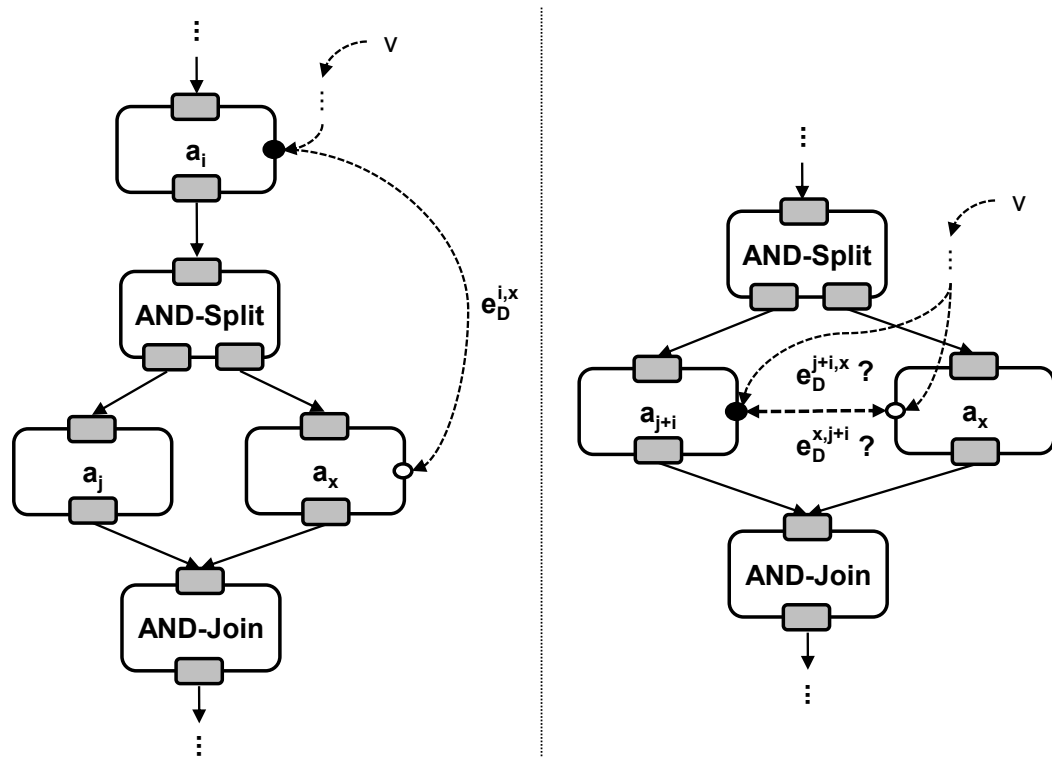 ⋮
v
⋮
a_i
AND-Split
e_D^{i,x}
a_j
a_x
AND-Join
⋮
⋮
v
⋮
AND-Split
e_D^{j+i,x} ?
a_{j+i}
a_x
e_D^{x,j+i} ?
AND-Join
⋮